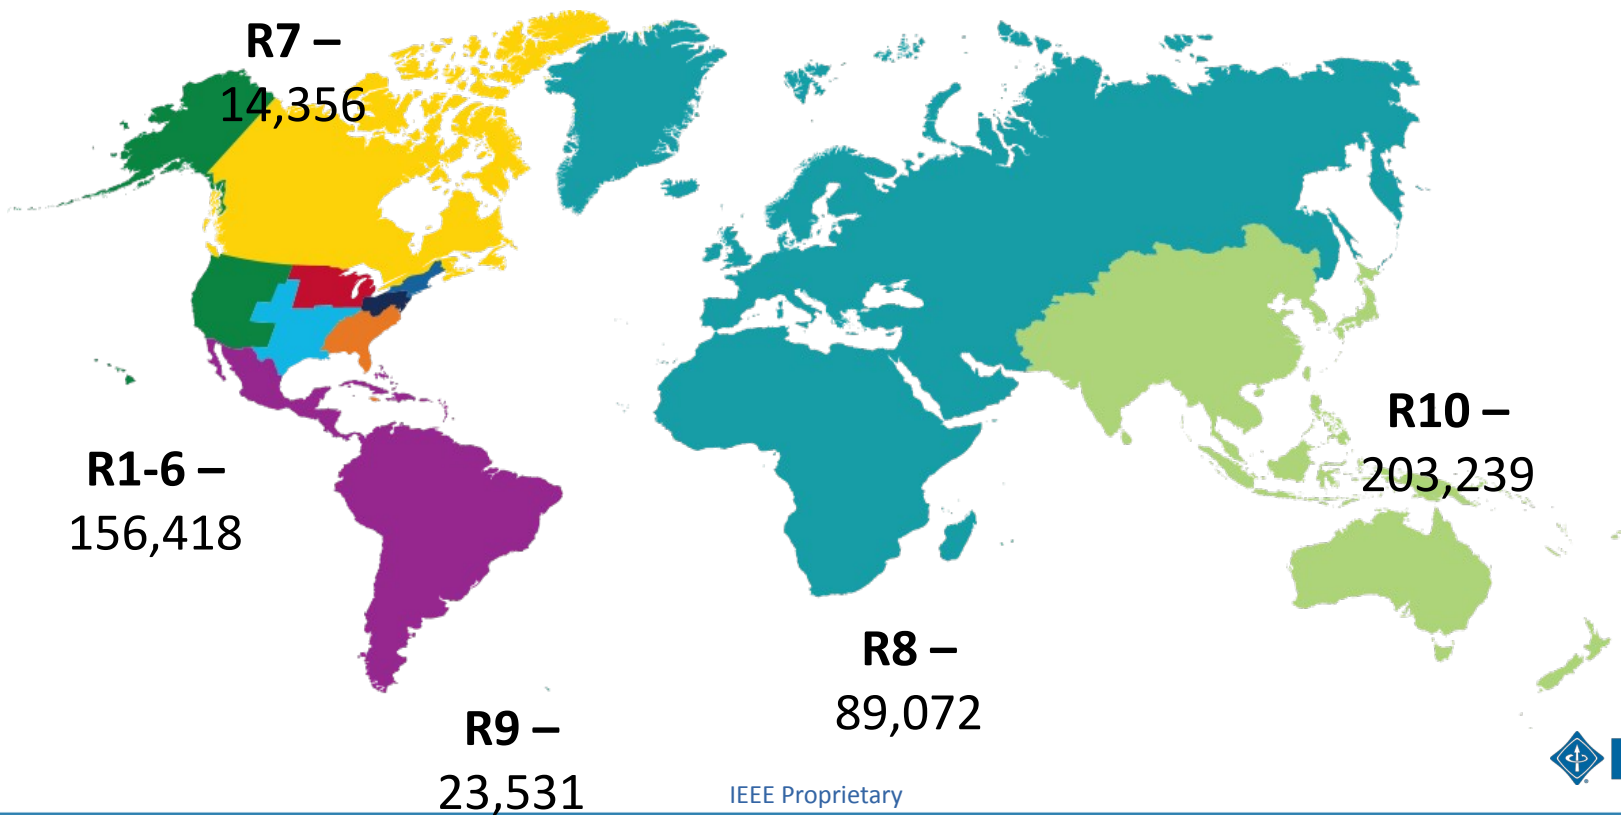 R7 –
14,356
R10 –
203,239
R1-6 –
156,418
R8 –
89,072
R9 –
23,531
IEEE Proprietary